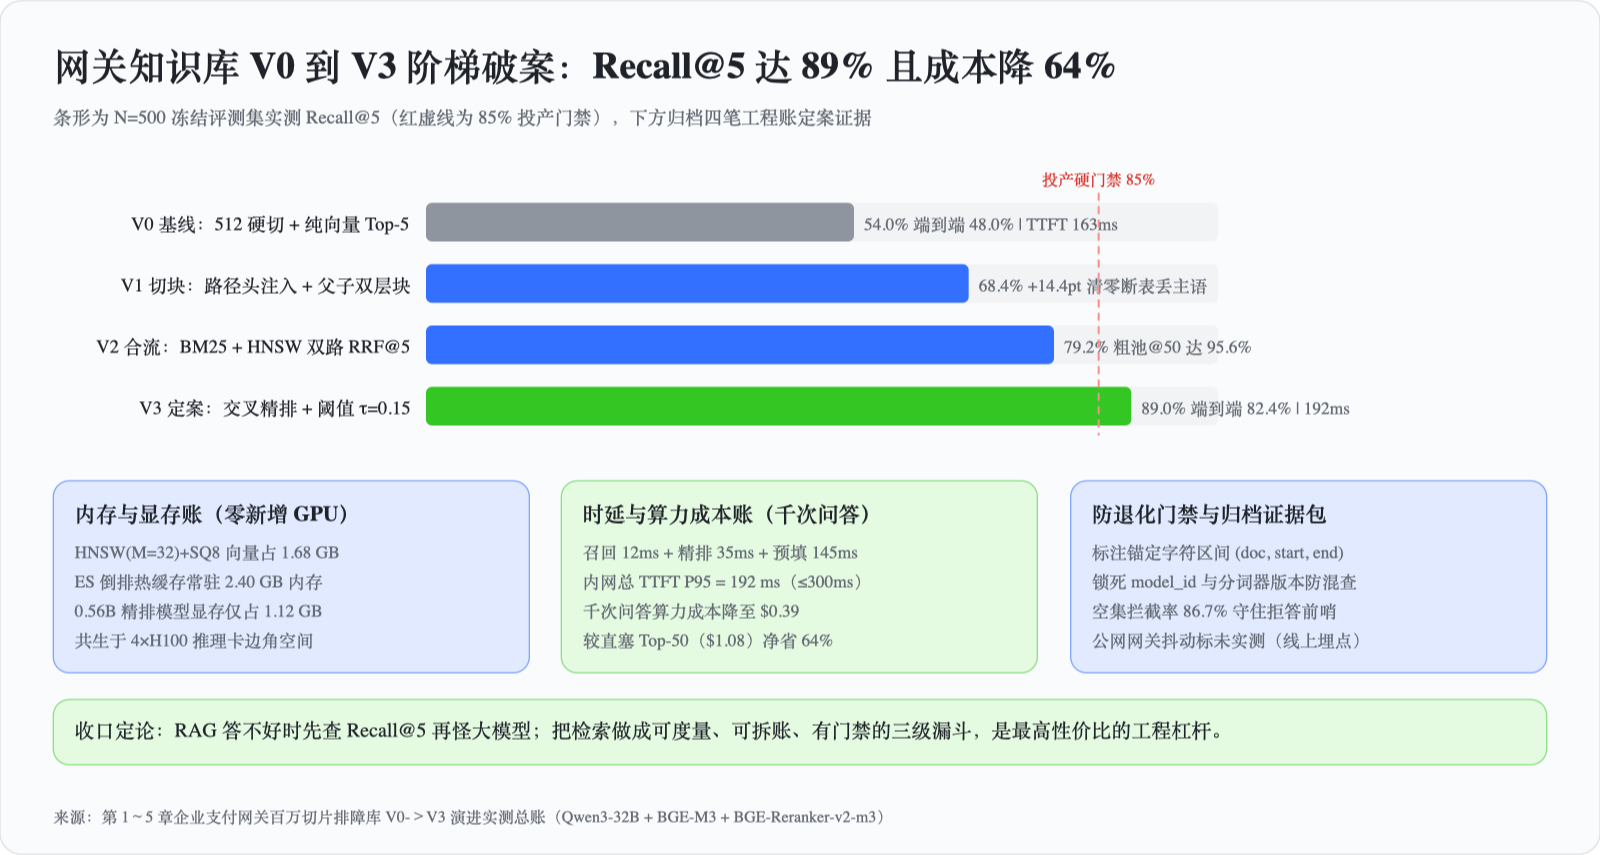 网关知识库 V0 到 V3 阶梯破案：Recall@5 达 89% 且成本降 64%
条形为 N=500 冻结评测集实测 Recall@5（红虚线为 85% 投产门禁），下方归档四笔工程账定案证据
投产硬门禁 85%
V0 基线：512 硬切 + 纯向量 Top-5
54.0% 端到端 48.0% | TTFT 163ms
V1 切块：路径头注入 + 父子双层块
68.4% +14.4pt 清零断表丢主语
V2 合流：BM25 + HNSW 双路 RRF@5
79.2% 粗池@50 达 95.6%
V3 定案：交叉精排 + 阈值 τ=0.15
89.0% 端到端 82.4% | 192ms
内存与显存账（零新增 GPU）
HNSW(M=32)+SQ8 向量占 1.68 GB
ES 倒排热缓存常驻 2.40 GB 内存
0.56B 精排模型显存仅占 1.12 GB
共生于 4×H100 推理卡边角空间
时延与算力成本账（千次问答）
召回 12ms + 精排 35ms + 预填 145ms
内网总 TTFT P95 = 192 ms（≤300ms）
千次问答算力成本降至 $0.39
较直塞 Top-50（$1.08）净省 64%
防退化门禁与归档证据包
标注锚定字符区间 (doc, start, end)
锁死 model_id 与分词器版本防混查
空集拦截率 86.7% 守住拒答前哨
公网网关抖动标未实测（线上埋点）
收口定论：RAG 答不好时先查 Recall@5 再怪大模型；把检索做成可度量、可拆账、有门禁的三级漏斗，是最高性价比的工程杠杆。
来源：第 1～5 章企业支付网关百万切片排障库 V0->V3 演进实测总账（Qwen3-32B + BGE-M3 + BGE-Reranker-v2-m3）